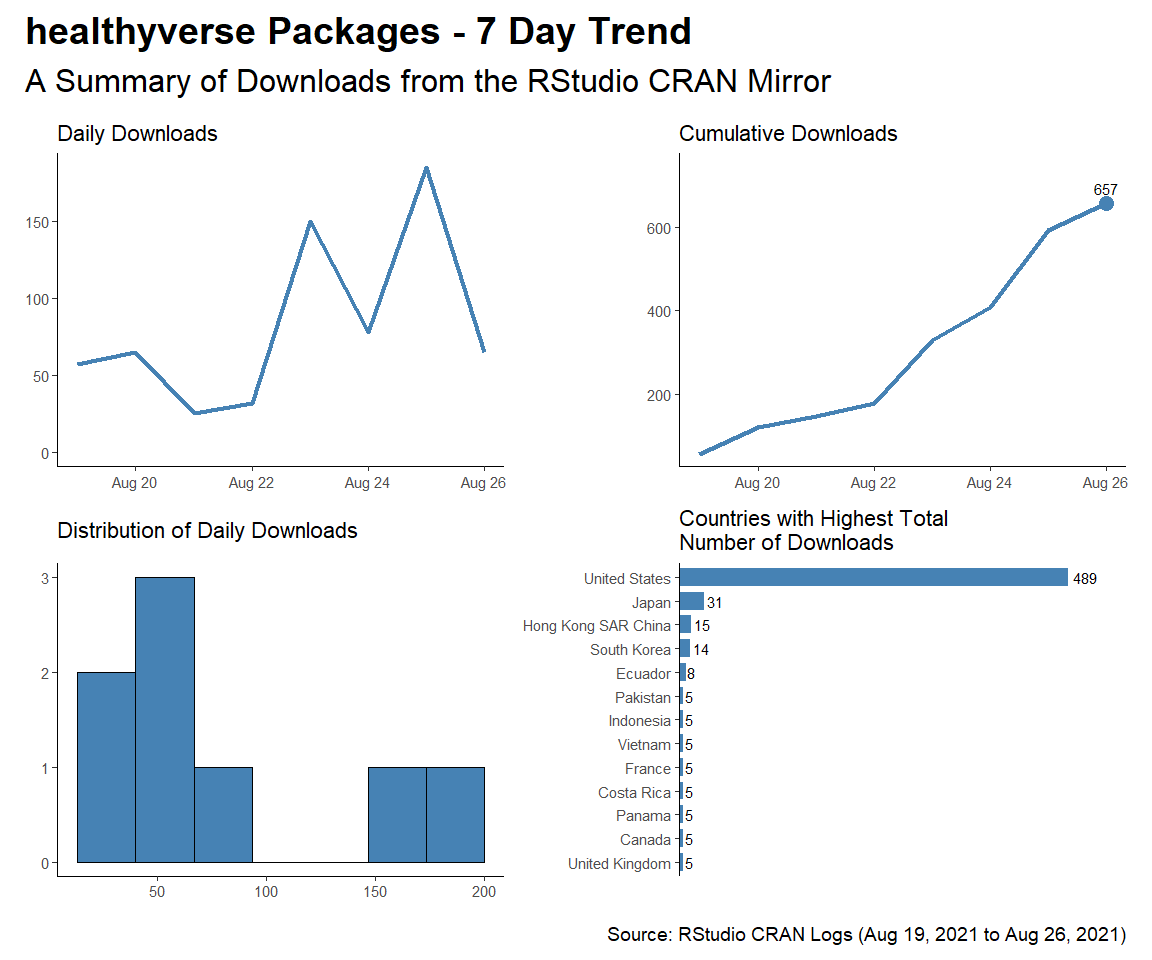 healthyverse Packages - 7 Day Trend
A Summary of Downloads from the RStudio CRAN Mirror
Daily Downloads
150
100
50
0
Aug 20
Aug 22
Aug 24
Aug 26
Cumulative Downloads
657
600
400
200
Aug 20
Aug 22
Aug 24
Aug 26
Distribution of Daily Downloads
3
2
1
0
50
100
150
200
Countries with Highest Total
Number of Downloads
United States 489
Japan 31
Hong Kong SAR China 15
South Korea 14
Ecuador 8
Pakistan 5
Indonesia 5
Vietnam 5
France 5
Costa Rica 5
Panama 5
Canada 5
United Kingdom 5
Source: RStudio CRAN Logs (Aug 19, 2021 to Aug 26, 2021)